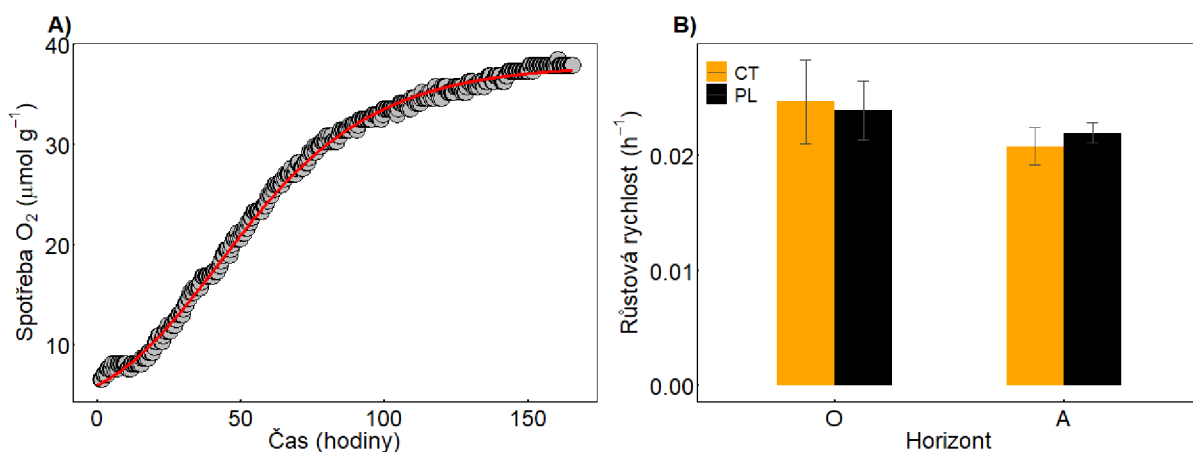 A)
Spotřeba O₂ (μmol g⁻¹)
40
30
20
10
0
50
100
150
Čas (hodiny)
B)
CT
PL
Růstová rychlost (h⁻¹)
0.02
0.01
0.00
O
A
Horizont